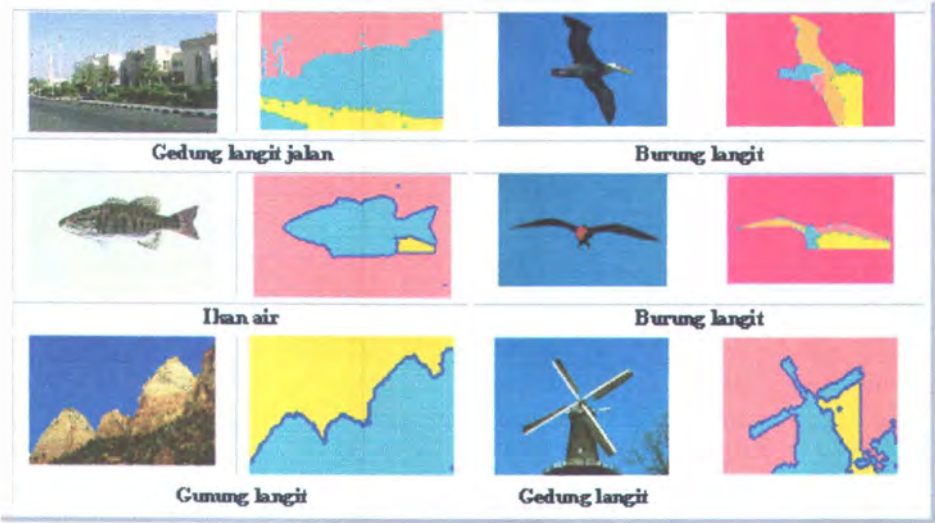 Gedung langit jalan
Burung langit
Ikan air
Burung langit
Gunung langit
Gedung langit